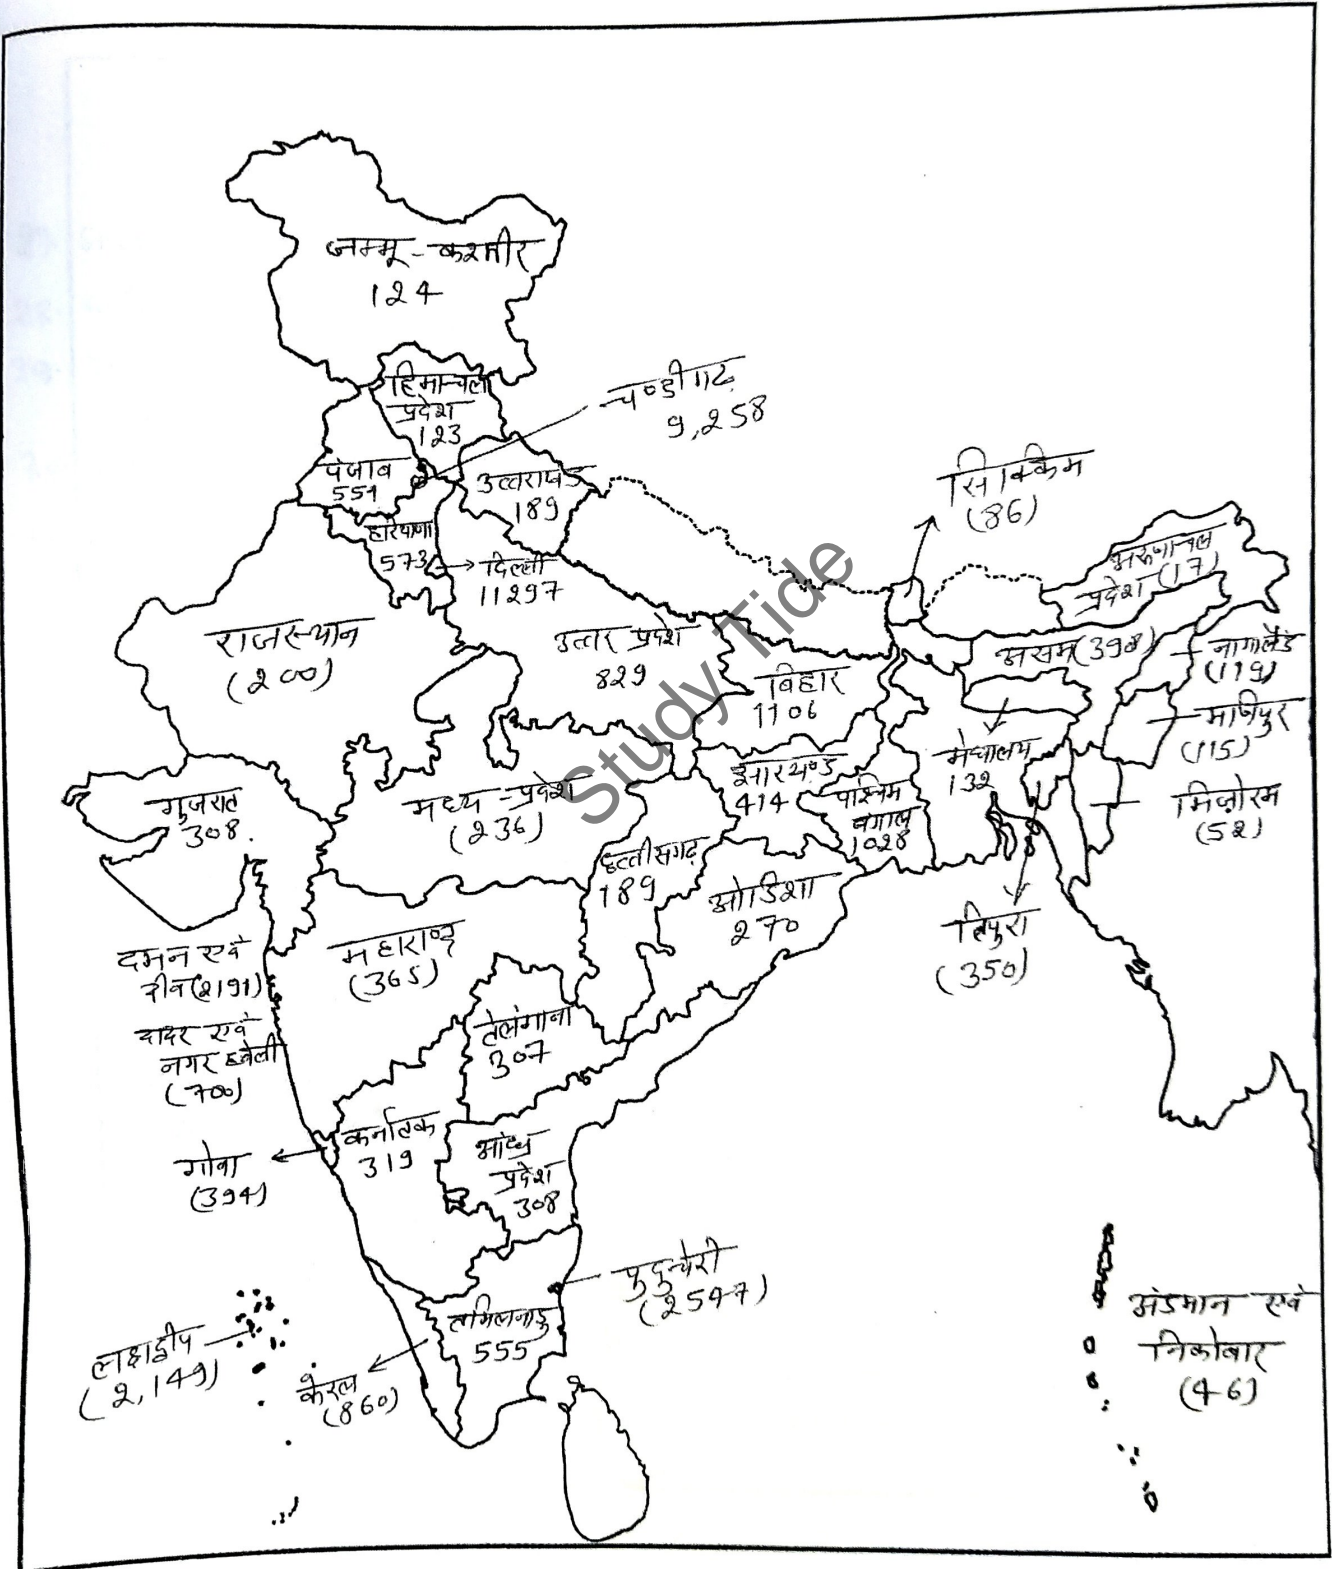 जम्मू-कश्मीर
124
हिमाचल
प्रदेश
123
चण्डीगढ़
9,258
पंजाब
551
उत्तराखंड
189
सिक्किम
(86)
हरियाणा
573
दिल्ली
11297
अरुणाचल
प्रदेश (17)
राजस्थान
(200)
उत्तर प्रदेश
829
बिहार
1106
असम(398)
नागालैंड
(119)
मणिपुर
(115)
मेघालय
132
मिज़ोरम
(52)
गुजरात
308
मध्य-प्रदेश
(236)
झारखण्ड
414
पश्चिम
बंगाल
1028
छत्तीसगढ़
189
ओडिशा
270
त्रिपुरा
(350)
दमन एवं
दीव(2191)
महाराष्ट्र
(365)
दादर एवं
नगर हवेली
(700)
तेलंगाना
307
गोवा
(394)
कर्नाटक
319
आंध्र
प्रदेश
308
पुदुच्चेरी
(2547)
तमिलनाडु
555
लक्षद्वीप
(2,149)
केरल
(860)
अंडमान एवं
निकोबार
(46)
Study Tide